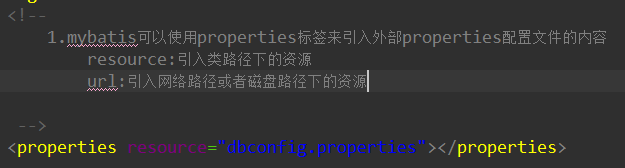 <!--
1.mybatis可以使用properties标签来引入外部properties配置文件的内容
resource:引入类路径下的资源
url:引入网络路径或者磁盘路径下的资源
-->
<properties resource="dbconfig.properties"></properties>